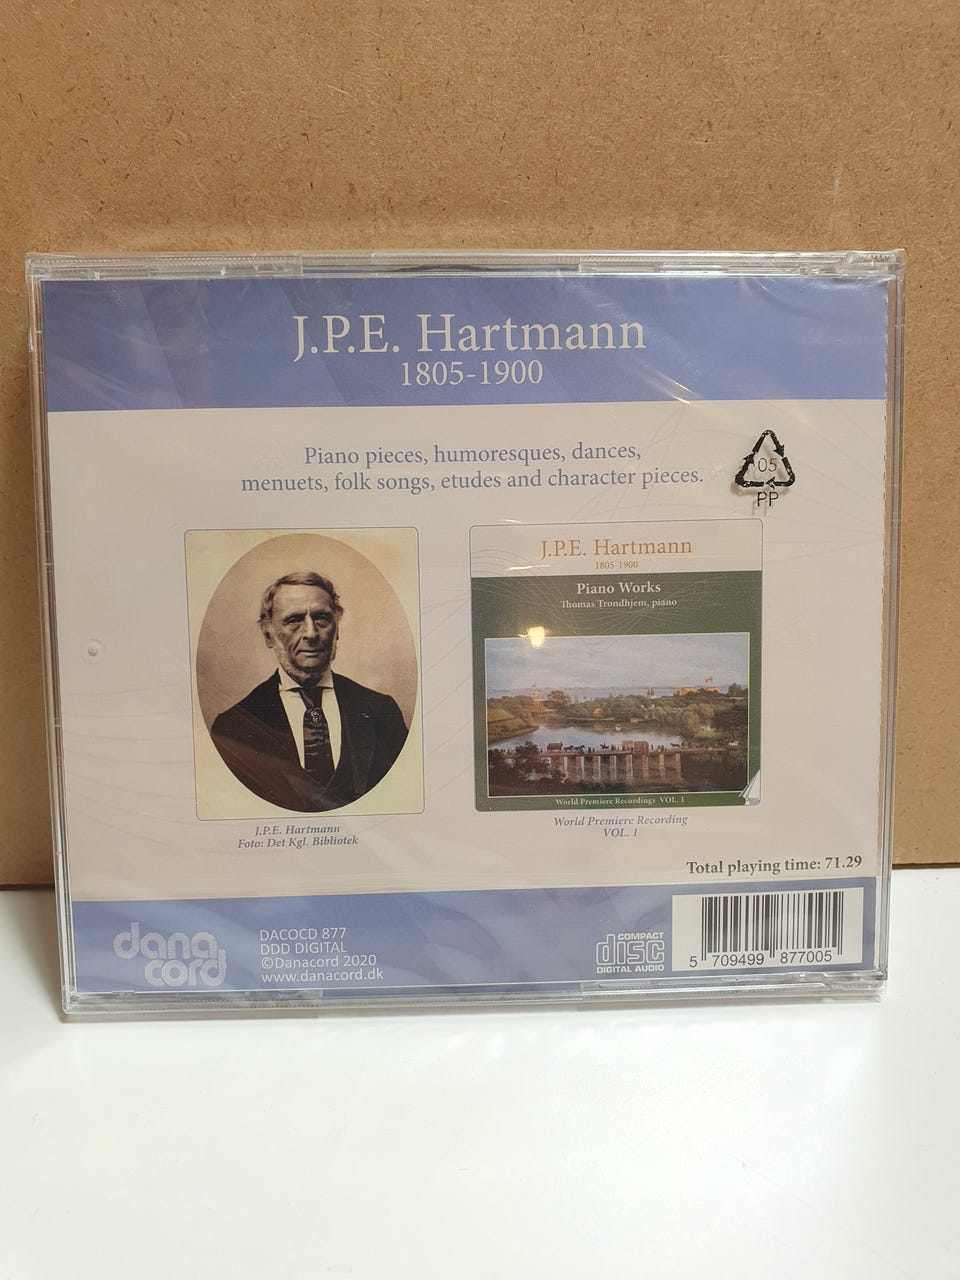 J.P.E. Hartmann
1805-1900
Piano pieces, humoresques, dances,
menuets, folk songs, etudes and character pieces.
05
PP
J.P.E. Hartmann
1805-1900
Piano Works
Thomas Trondhjem, piano
World Premiere Recordings VOL. 1
J.P.E. Hartmann
Foto: Det Kgl. Bibliotek
World Premiere Recording
VOL. 1
Total playing time: 71.29
dana
cord
DACOCD 877
DDD DIGITAL
©Danacord 2020
www.danacord.dk
COMPACT
disc
DIGITAL AUDIO
5 709499 877005